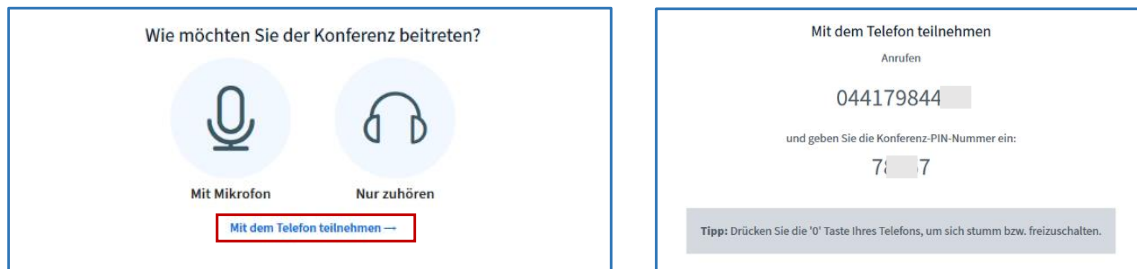 Wie möchten Sie der Konferenz beitreten?
Mit Mikrofon
Nur zuhören
Mit dem Telefon teilnehmen →
Mit dem Telefon teilnehmen
Anrufen
044179844
und geben Sie die Konferenz-PIN-Nummer ein:
7 7
Tipp: Drücken Sie die '0' Taste Ihres Telefons, um sich stumm bzw. freizuschalten.